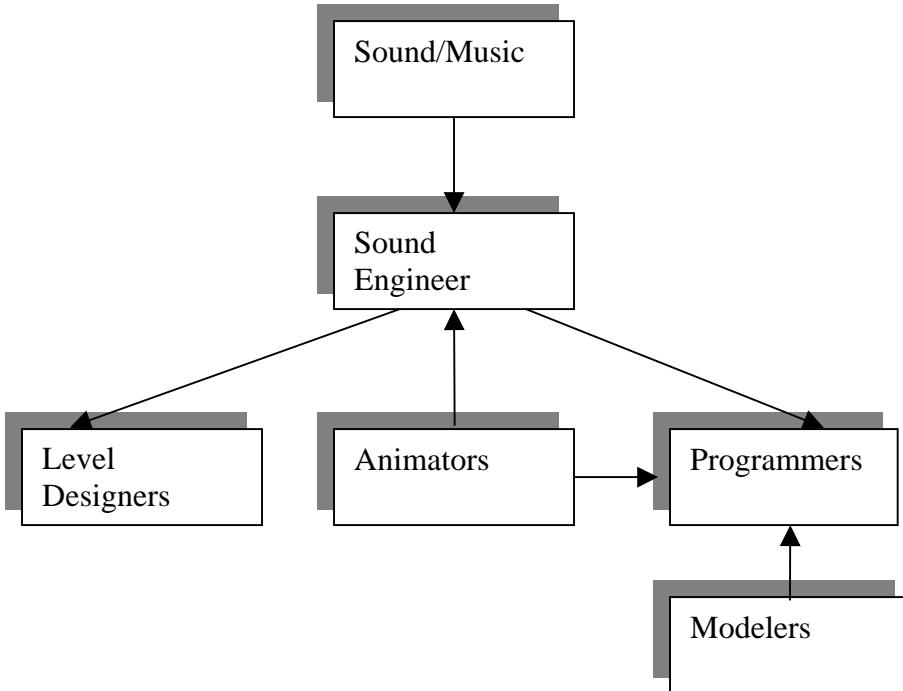 Sound/Music
Sound
Engineer
Level
Designers
Animators
Programmers
Modelers